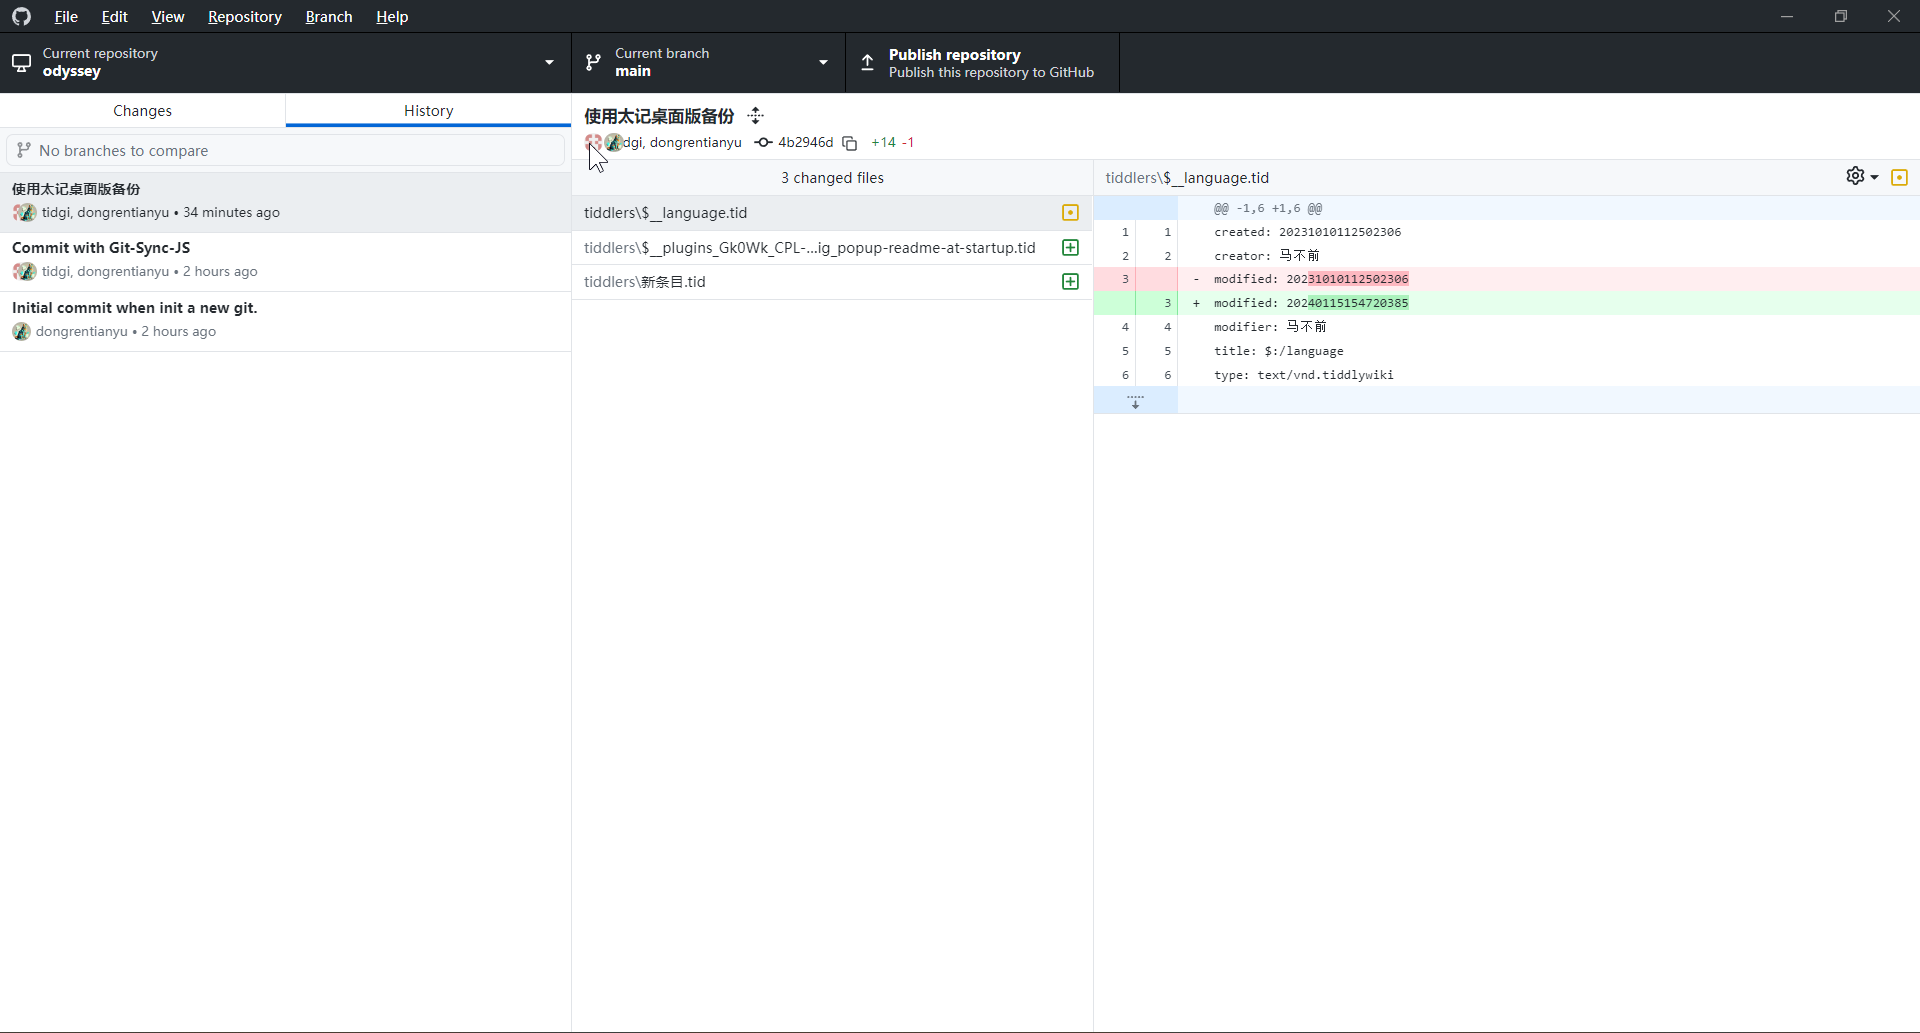 File Edit View Repository Branch Help
Current repository
odyssey
Current branch
main
Publish repository
Publish this repository to GitHub
Changes
History
No branches to compare
使用太记桌面版备份
tidgi, dongrentianyu • 34 minutes ago
Commit with Git-Sync-JS
tidgi, dongrentianyu • 2 hours ago
Initial commit when init a new git.
dongrentianyu • 2 hours ago
使用太记桌面版备份
dgi, dongrentianyu 4b2946d +14 -1
3 changed files
tiddlers\$__language.tid
tiddlers\$__plugins_Gk0Wk_CPL-...ig_popup-readme-at-startup.tid
tiddlers\新条目.tid
tiddlers\$__language.tid
@@ -1,6 +1,6 @@
1 1 created: 20231010112502306
2 2 creator: 马不前
3 - modified: 20231010112502306
3 + modified: 20240115154720385
4 4 modifier: 马不前
5 5 title: $:/language
6 6 type: text/vnd.tiddlywiki